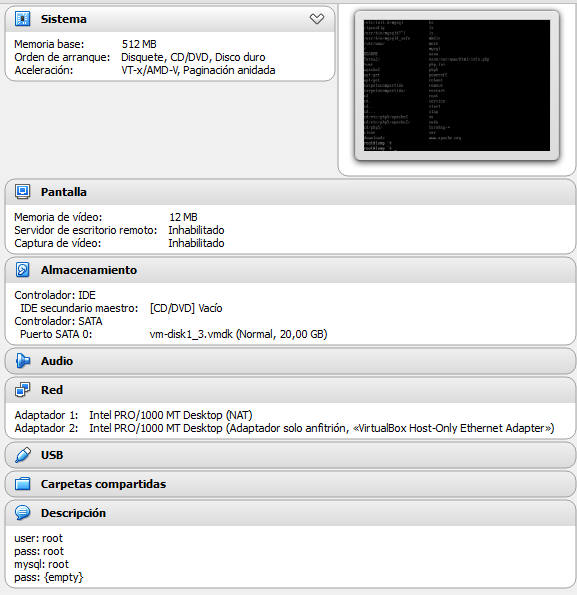 Sistema
Memoria base: 512 MB
Orden de arranque: Disquete, CD/DVD, Disco duro
Aceleración: VT-x/AMD-V, Paginación anidada
Pantalla
Memoria de vídeo: 12 MB
Servidor de escritorio remoto: Inhabilitado
Captura de vídeo: Inhabilitado
Almacenamiento
Controlador: IDE
IDE secundario maestro: [CD/DVD] Vacío
Controlador: SATA
Puerto SATA 0: vm-disk1_3.vmdk (Normal, 20,00 GB)
Audio
Red
Adaptador 1: Intel PRO/1000 MT Desktop (NAT)
Adaptador 2: Intel PRO/1000 MT Desktop (Adaptador solo anfitrión, «VirtualBox Host-Only Ethernet Adapter»)
USB
Carpetas compartidas
Descripción
user: root
pass: root
mysql: root
pass: {empty}